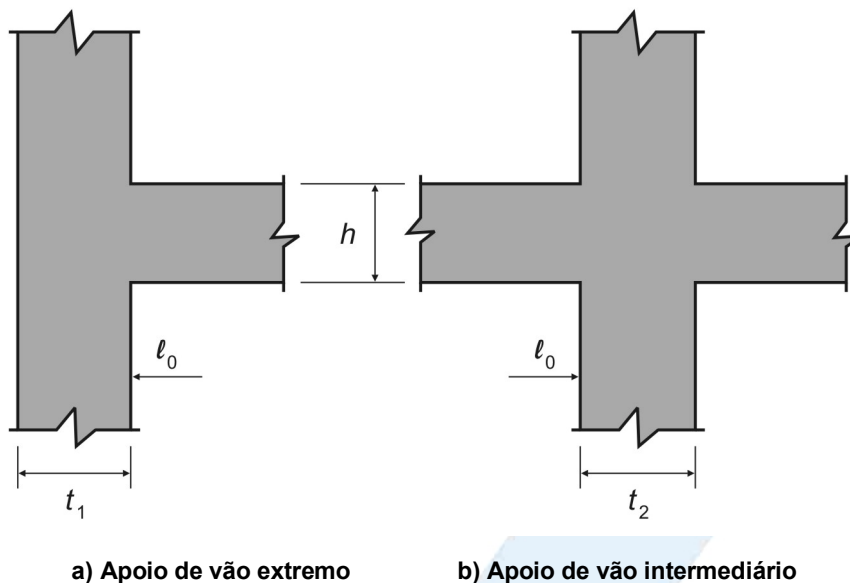 h
ℓ0
ℓ0
t1
t2
a) Apoio de vão extremo
b) Apoio de vão intermediário